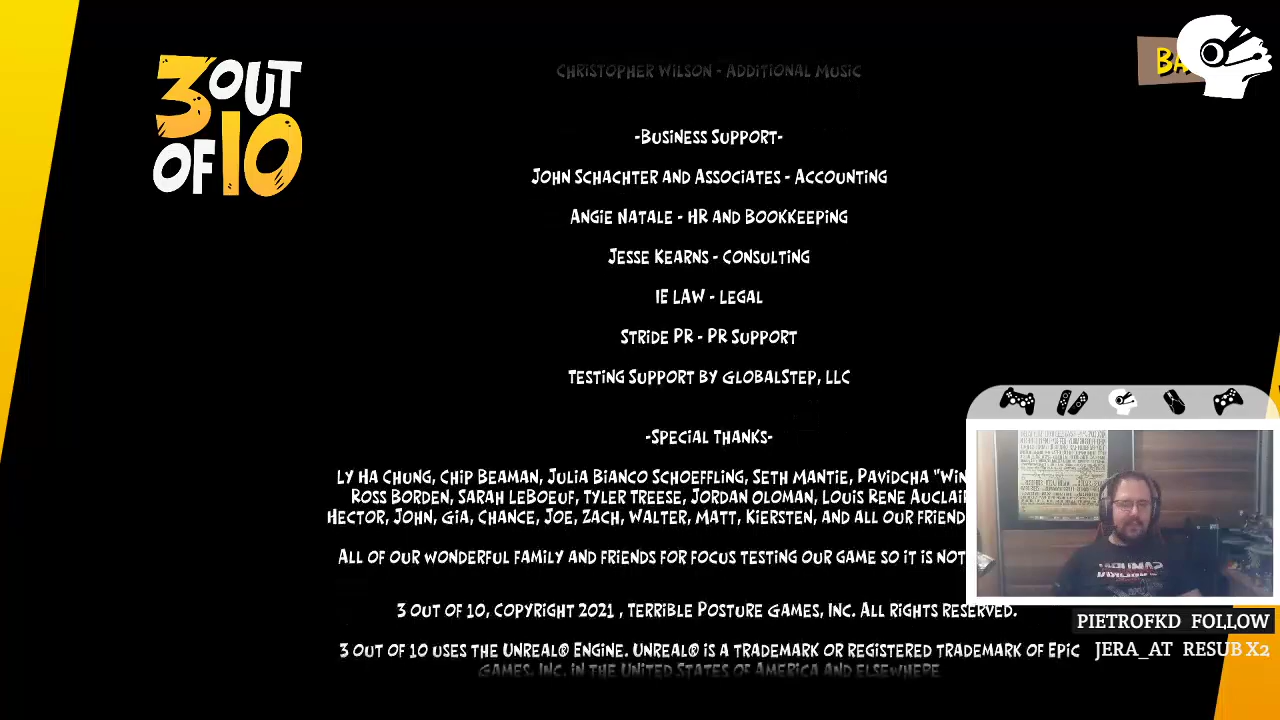 3 OUT
OF 10
CHRISTOPHER WILSON - ADDITIONAL MUSIC
-BUSINESS SUPPORT-
JOHN SCHACHTER AND ASSOCIATES - ACCOUNTING
ANGIE NATALE - HR AND BOOKKEEPING
JESSE KEARNS - CONSULTING
IE LAW - LEGAL
STRIDE PR - PR SUPPORT
TESTING SUPPORT BY GLOBALSTEP, LLC
-SPECIAL THANKS-
LY HA CHUNG, CHIP BEAMAN, JULIA BIANCO SCHOEFFLING, SETH MANTIE, PAVIDCHA "WIN
ROSS BORDEN, SARAH LEBOEUF, TYLER TREESE, JORDAN OLOMAN, LOUIS RENE AUCLAI
HECTOR, JOHN, GIA, CHANCE, JOE, ZACH, WALTER, MATT, KIERSTEN, AND ALL OUR FRIEND
ALL OF OUR WONDERFUL FAMILY AND FRIENDS FOR FOCUS TESTING OUR GAME SO IT IS NOT
3 OUT OF 10, COPYRIGHT 2021 , TERRIBLE POSTURE GAMES, INC. ALL RIGHTS RESERVED.
3 OUT OF 10 USES THE UNREAL® ENGINE. UNREAL® IS A TRADEMARK OR REGISTERED TRADEMARK OF EPIC
GAMES, INC. IN THE UNITED STATES OF AMERICA AND ELSEWHERE
PIETROFKD FOLLOW
JERA_AT RESUB X2